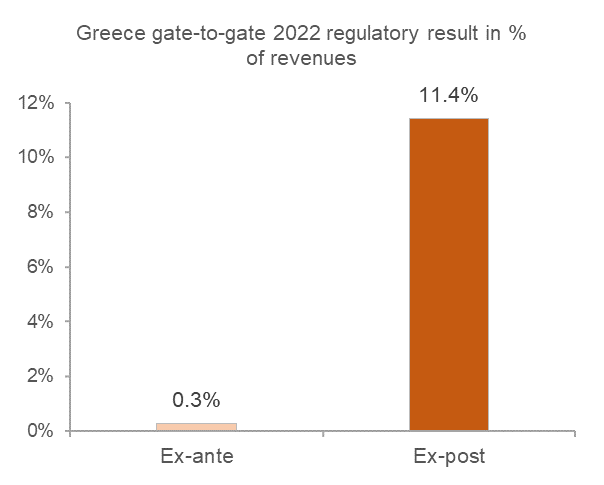 Greece gate-to-gate 2022 regulatory result in %
of revenues
12%
10%
8%
6%
4%
2%
0%
0.3%
11.4%
Ex-ante
Ex-post